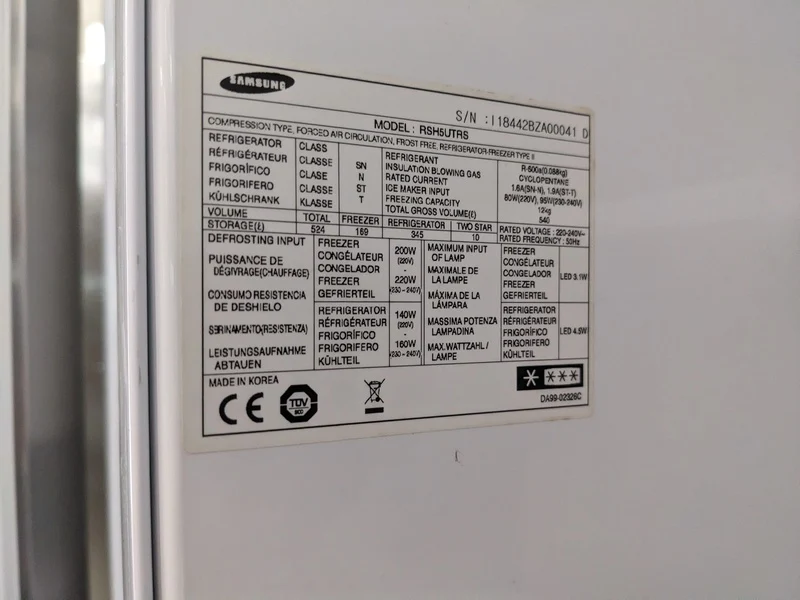 SAMSUNG
S/N : I18442BZA00041 D
MODEL : RSH5UTRS
COMPRESSION TYPE, FORCED AIR CIRCULATION, FROST FREE, REFRIGERATOR-FREEZER TYPE II
REFRIGERATOR CLASS
RÉFRIGÉRATEUR CLASSE SN
FRIGORÍFICO CLASE N
FRIGORIFERO CLASSE ST
KÜHLSCHRANK KLASSE T
REFRIGERANT R-600a(0.088kg)
INSULATION BLOWING GAS CYCLOPENTANE
RATED CURRENT 1.6A(SN-N), 1.9A(ST-T)
ICE MAKER INPUT 80W(220V), 95W(230-240V)
FREEZING CAPACITY 12kg
TOTAL GROSS VOLUME(ℓ) 540
VOLUME TOTAL FREEZER REFRIGERATOR TWO STAR RATED VOLTAGE : 220-240V~
STORAGE(ℓ) 524 169 345 10 RATED FREQUENCY : 50Hz
DEFROSTING INPUT
PUISSANCE DE
DÉGIVRAGE(CHAUFFAGE)
CONSUMO RESISTENCIA
DE DESHIELO
SBRINAMENTO(RESISTENZA)
LEISTUNGSAUFNAHME
ABTAUEN
FREEZER
CONGÉLATEUR
CONGELADOR
FREEZER
GEFRIERTEIL
200W
(220V)
-
220W
(230~240V)
REFRIGERATOR
RÉFRIGÉRATEUR
FRIGORÍFICO
FRIGORIFERO
KÜHLTEIL
140W
(220V)
-
160W
(230~240V)
MAXIMUM INPUT
OF LAMP
MAXIMALE DE
LA LAMPE
MÁXIMA DE LA
LÁMPARA
MASSIMA POTENZA
LAMPADINA
MAX.WATTZAHL/
LAMPE
FREEZER
CONGÉLATEUR
CONGELADOR
FREEZER
GEFRIERTEIL
LED 3.1W
REFRIGERATOR
RÉFRIGÉRATEUR
FRIGORÍFICO
FRIGORIFERO
KÜHLTEIL
LED 4.5W
MADE IN KOREA
CE
TÜV
DA99-02326C